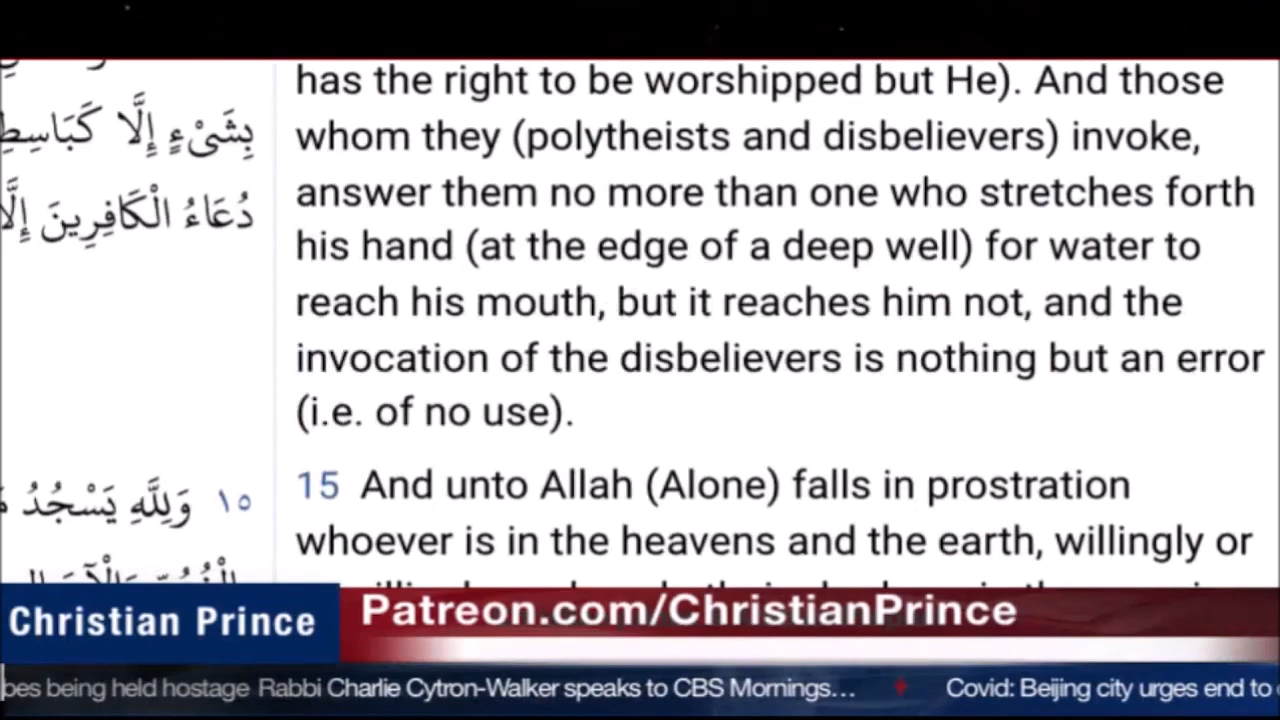 has the right to be worshipped but He). And those
whom they (polytheists and disbelievers) invoke,
answer them no more than one who stretches forth
his hand (at the edge of a deep well) for water to
reach his mouth, but it reaches him not, and the
invocation of the disbelievers is nothing but an error
(i.e. of no use).
بِشَيْءٍ إِلَّا كَبَاسِطِ
دُعَاءُ الْكَافِرِينَ إِلَّا
15 And unto Allah (Alone) falls in prostration
whoever is in the heavens and the earth, willingly or
١٥ وَلِلَّهِ يَسْجُدُ
Christian Prince
Patreon.com/ChristianPrince
being held hostage Rabbi Charlie Cytron-Walker speaks to CBS Mornings... Covid: Beijing city urges end to